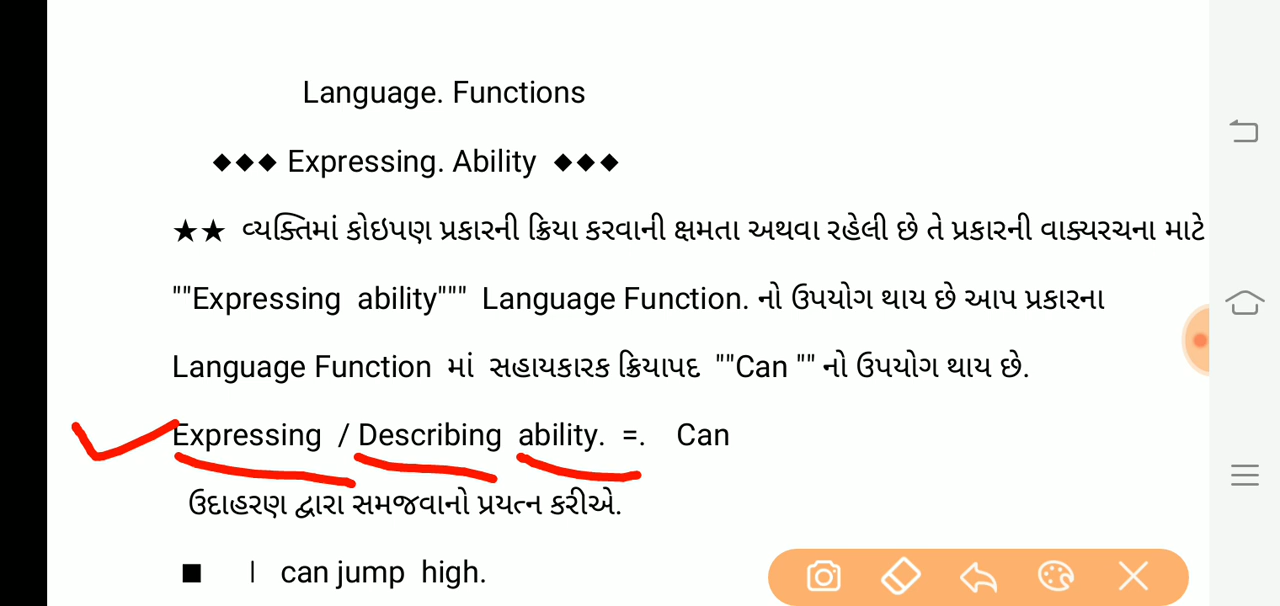 Language. Functions
◆◆◆ Expressing. Ability ◆◆◆
★★ વ્યક્તિમાં કોઇપણ પ્રકારની ક્રિયા કરવાની ક્ષમતા અથવા રહેલી છે તે પ્રકારની વાક્યરચના માટે
""Expressing ability""" Language Function. નો ઉપયોગ થાય છે આપ પ્રકારના
Language Function માં સહાયકારક ક્રિયાપદ ""Can "" નો ઉપયોગ થાય છે.
Expressing / Describing ability. =. Can
ઉદાહરણ દ્વારા સમજવાનો પ્રયત્ન કરીએ.
■ I can jump high.